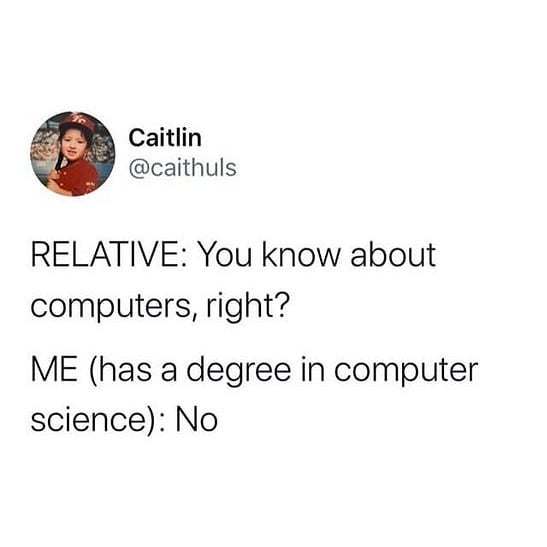 Caitlin
@caithuls
RELATIVE: You know about
computers, right?
ME (has a degree in computer
science): No